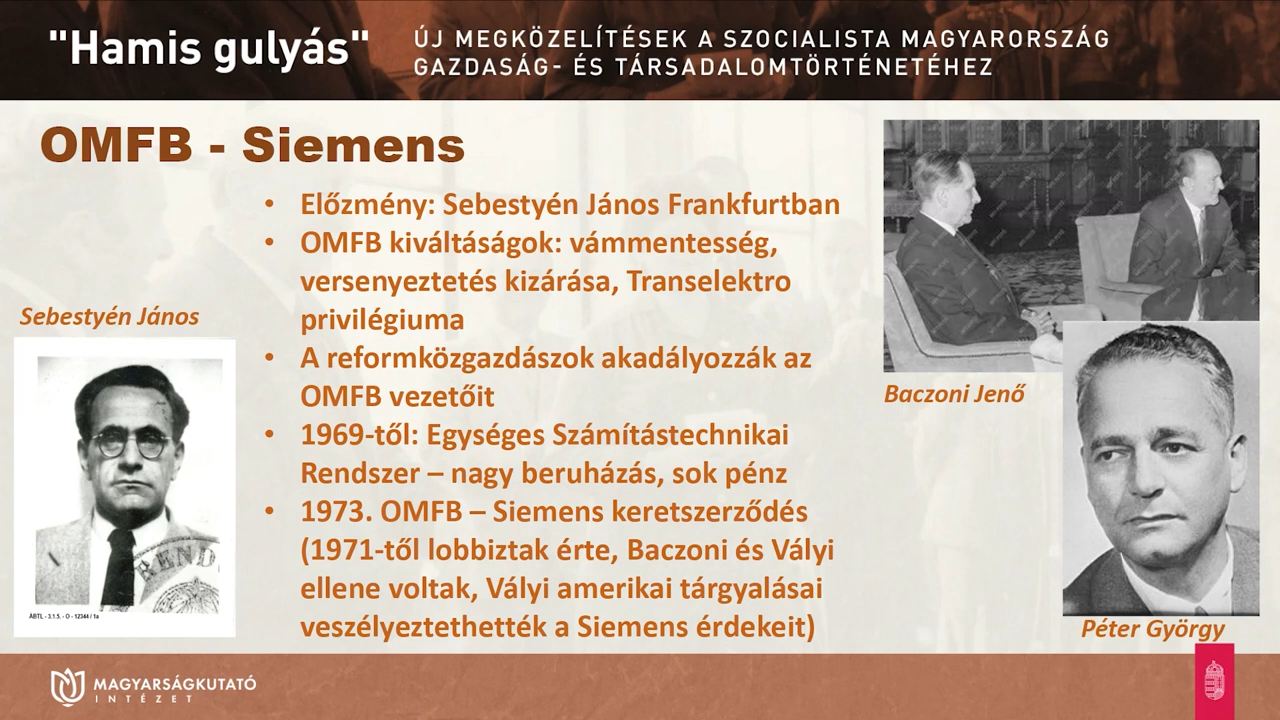 "Hamis gulyás"
ÚJ MEGKÖZELÍTÉSEK A SZOCIALISTA MAGYARORSZÁG
GAZDASÁG- ÉS TÁRSADALOMTÖRTÉNETÉHEZ
OMFB - Siemens
• Előzmény: Sebestyén János Frankfurtban
• OMFB kiváltáságok: vámmentesség,
versenyeztetés kizárása, Transelektro
privilégiuma
• A reformközgazdászok akadályozzák az
OMFB vezetőit
• 1969-től: Egységes Számítástechnikai
Rendszer – nagy beruházás, sok pénz
• 1973. OMFB – Siemens keretszerződés
(1971-től lobbiztak érte, Baczoni és Vályi
ellene voltak, Vályi amerikai tárgyalásai
veszélyeztethették a Siemens érdekeit)
Sebestyén János
REND
ÁBTL - 3.1.5. - O - 12344 / 1a
Baczoni Jenő
Péter György
MAGYARSÁGKUTATÓ
INTÉZET